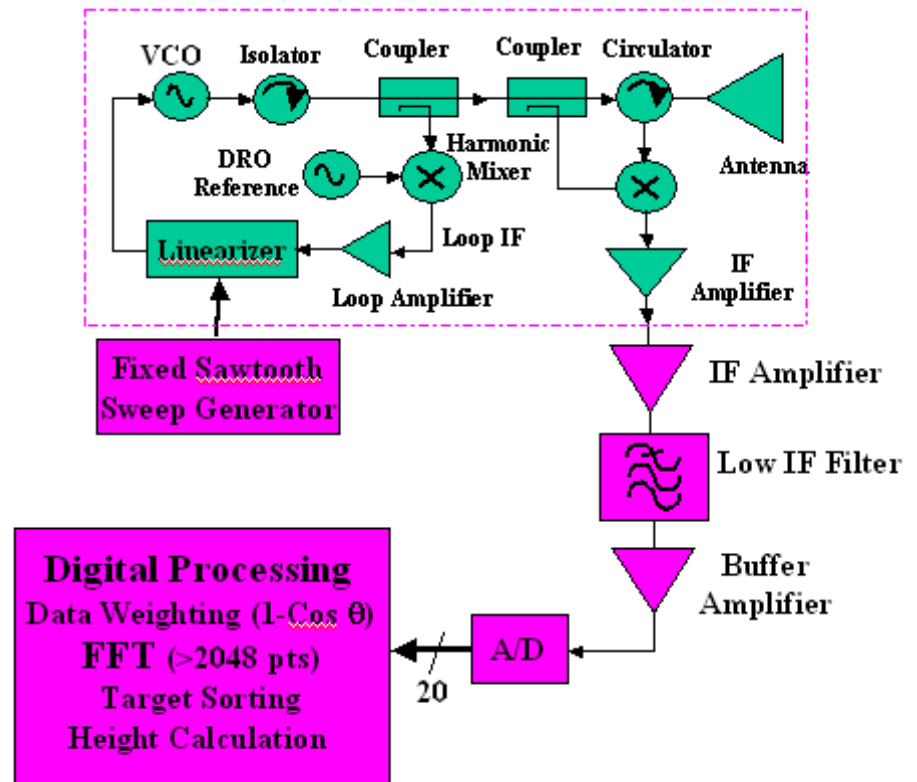 VCO
Isolator
Coupler
Coupler
Circulator
DRO
Reference
Harmonic
Mixer
Antenna
Linearizer
Loop IF
Loop Amplifier
IF
Amplifier
Fixed Sawtooth
Sweep Generator
IF Amplifier
Low IF Filter
Buffer
Amplifier
A/D
20
Digital Processing
Data Weighting (1-Cos θ)
FFT (>2048 pts)
Target Sorting
Height Calculation